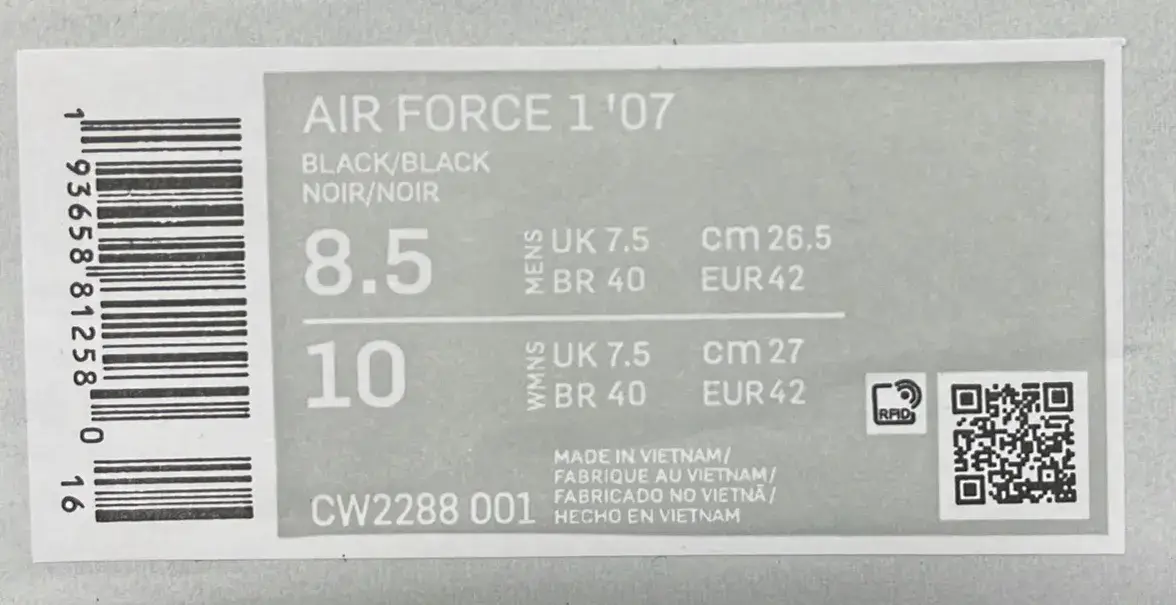 1 93658 81258 0
16
AIR FORCE 1 '07
BLACK/BLACK
NOIR/NOIR
8.5
MENS
UK 7.5 cm 26.5
BR 40 EUR 42
10
WMNS
UK 7.5 cm 27
BR 40 EUR 42
RFID
MADE IN VIETNAM/
FABRIQUE AU VIETNAM/
FABRICADO NO VIETNÃ/
HECHO EN VIETNAM
CW2288 001